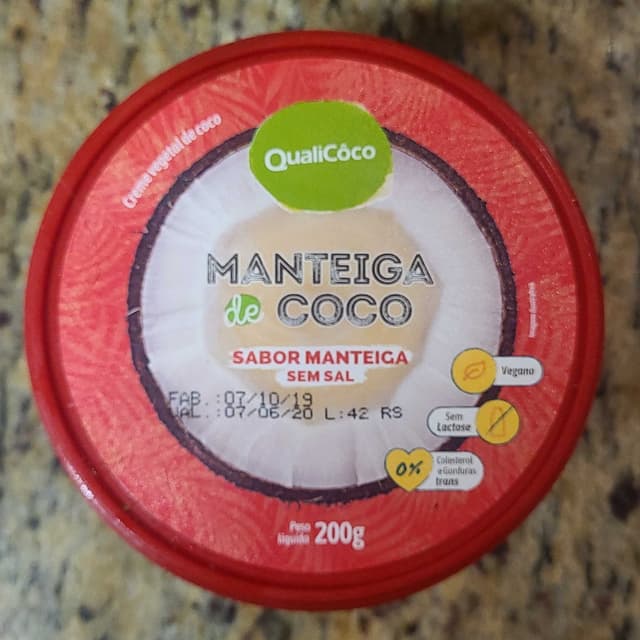 Creme vegetal de coco
QualiCôco
MANTEIGA
de COCO
SABOR MANTEIGA
SEM SAL
FAB.:07/10/19
VAL.:07/06/20 L:42 RS
Vegano
Sem
Lactose
0%
Colesterol
e Gorduras
trans
Peso
líquido 200g